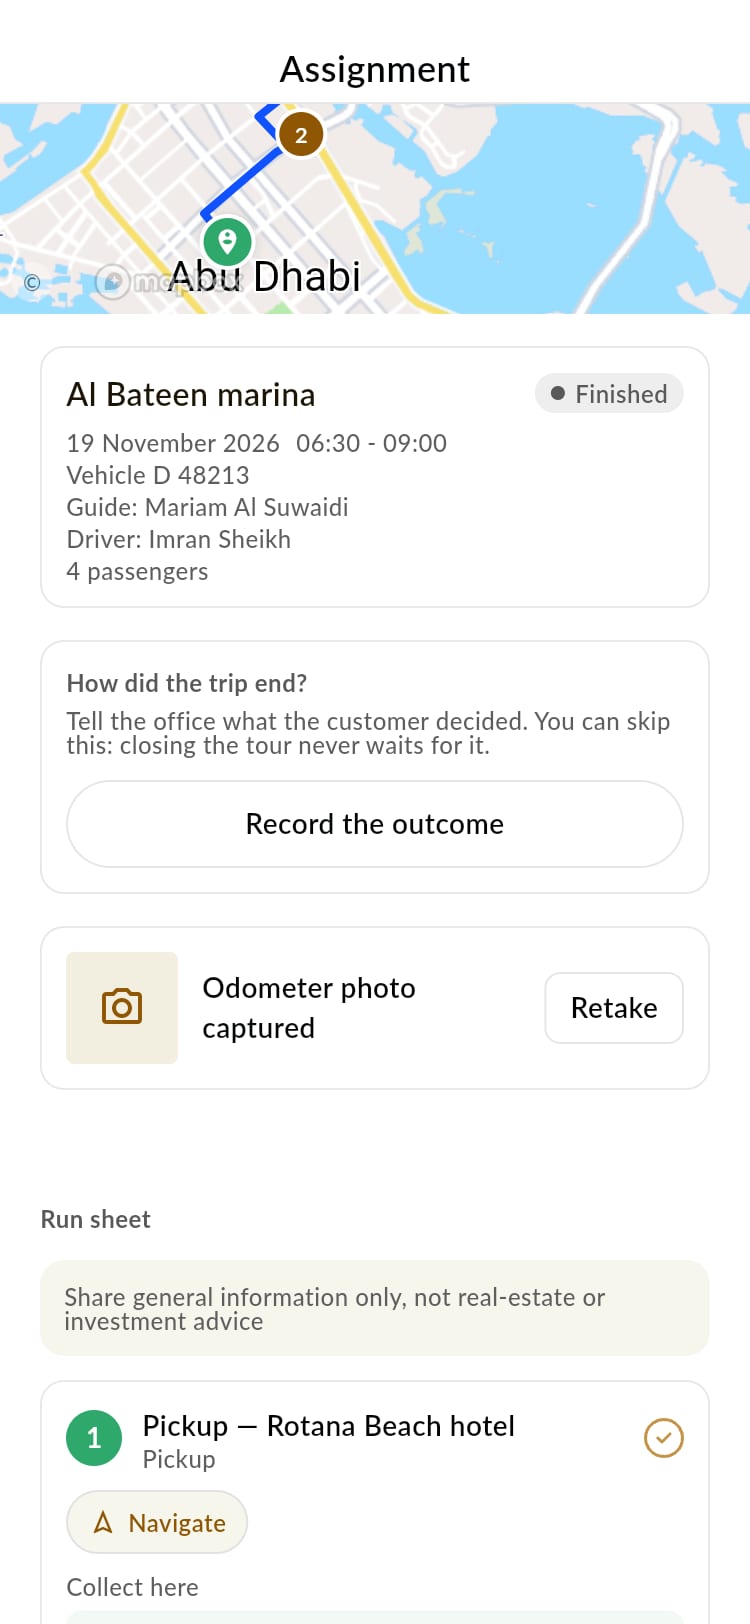 Assignment
2
Abu Dhabi
© mapbox
Al Bateen marina
Finished
19 November 2026 06:30 - 09:00
Vehicle D 48213
Guide: Mariam Al Suwaidi
Driver: Imran Sheikh
4 passengers
How did the trip end?
Tell the office what the customer decided. You can skip
this: closing the tour never waits for it.
Record the outcome
Odometer photo
captured
Retake
Run sheet
Share general information only, not real-estate or
investment advice
1
Pickup — Rotana Beach hotel
Pickup
Navigate
Collect here